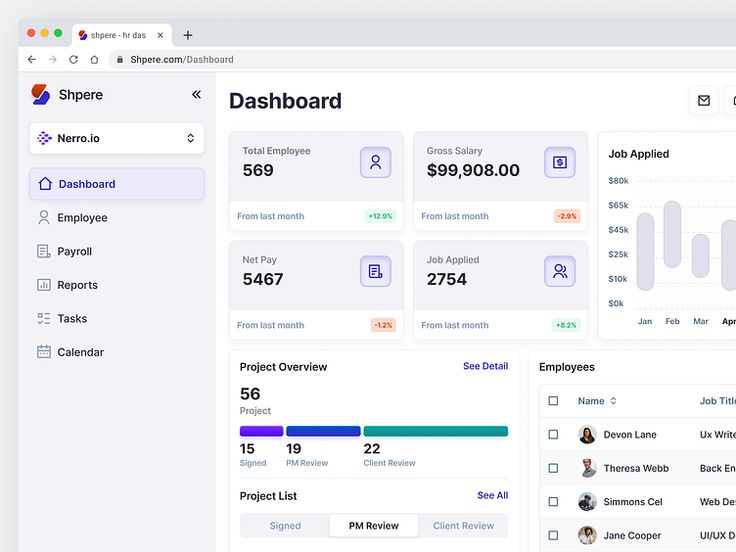 shpere - hr das
Shpere.com/Dashboard
Shpere
Nerro.io
Dashboard
Employee
Payroll
Reports
Tasks
Calendar
Dashboard
Total Employee
569
From last month
+12.9%
Gross Salary
$99,908.00
From last month
-2.9%
Net Pay
5467
From last month
-1.2%
Job Applied
2754
From last month
+8.2%
Job Applied
$80k
$65k
$45k
$25k
$10k
$0k
Jan Feb Mar Apr
Project Overview
See Detail
56
Project
15
Signed
19
PM Review
22
Client Review
Project List
See All
Signed
PM Review
Client Review
Employees
Name
Job Title
Devon Lane
Ux Write
Theresa Webb
Back En
Simmons Cel
Web Des
Jane Cooper
UI/UX D